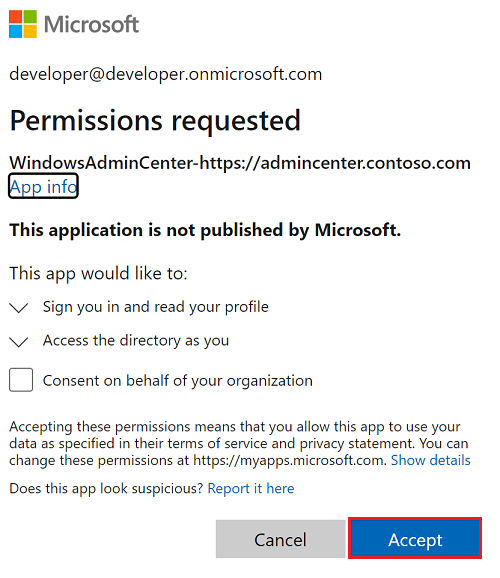 Microsoft
developer@developer.onmicrosoft.com
Permissions requested
WindowsAdminCenter-https://admincenter.contoso.com
App info
This application is not published by Microsoft.
This app would like to:
Sign you in and read your profile
Access the directory as you
Consent on behalf of your organization
Accepting these permissions means that you allow this app to use your
data as specified in their terms of service and privacy statement. You can
change these permissions at https://myapps.microsoft.com. Show details
Does this app look suspicious? Report it here
Cancel Accept